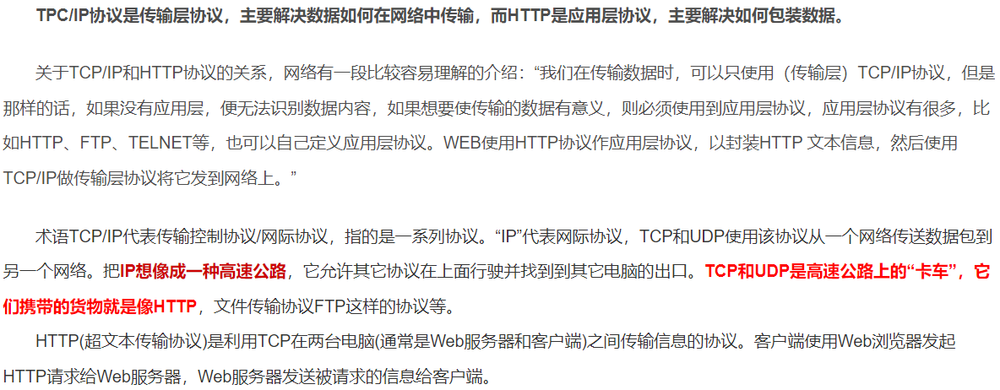 TPC/IP协议是传输层协议，主要解决数据如何在网络中传输，而HTTP是应用层协议，主要解决如何包装数据。
关于TCP/IP和HTTP协议的关系，网络有一段比较容易理解的介绍：“我们在传输数据时，可以只使用（传输层）TCP/IP协议，但是
那样的话，如果没有应用层，便无法识别数据内容，如果想要使传输的数据有意义，则必须使用到应用层协议，应用层协议有很多，比
如HTTP、FTP、TELNET等，也可以自己定义应用层协议。WEB使用HTTP协议作应用层协议，以封装HTTP 文本信息，然后使用
TCP/IP做传输层协议将它发到网络上。”
术语TCP/IP代表传输控制协议/网际协议，指的是一系列协议。“IP”代表网际协议，TCP和UDP使用该协议从一个网络传送数据包到
另一个网络。把IP想像成一种高速公路，它允许其它协议在上面行驶并找到到其它电脑的出口。TCP和UDP是高速公路上的“卡车”，它
们携带的货物就是像HTTP，文件传输协议FTP这样的协议等。
HTTP(超文本传输协议)是利用TCP在两台电脑(通常是Web服务器和客户端)之间传输信息的协议。客户端使用Web浏览器发起
HTTP请求给Web服务器，Web服务器发送被请求的信息给客户端。